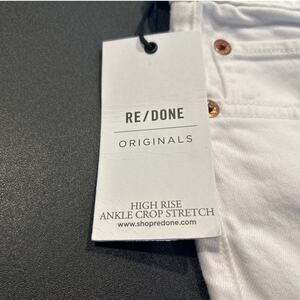 RE/DONE
ORIGINALS
HIGH RISE
ANKLE CROP STRETCH
www.shopredone.com